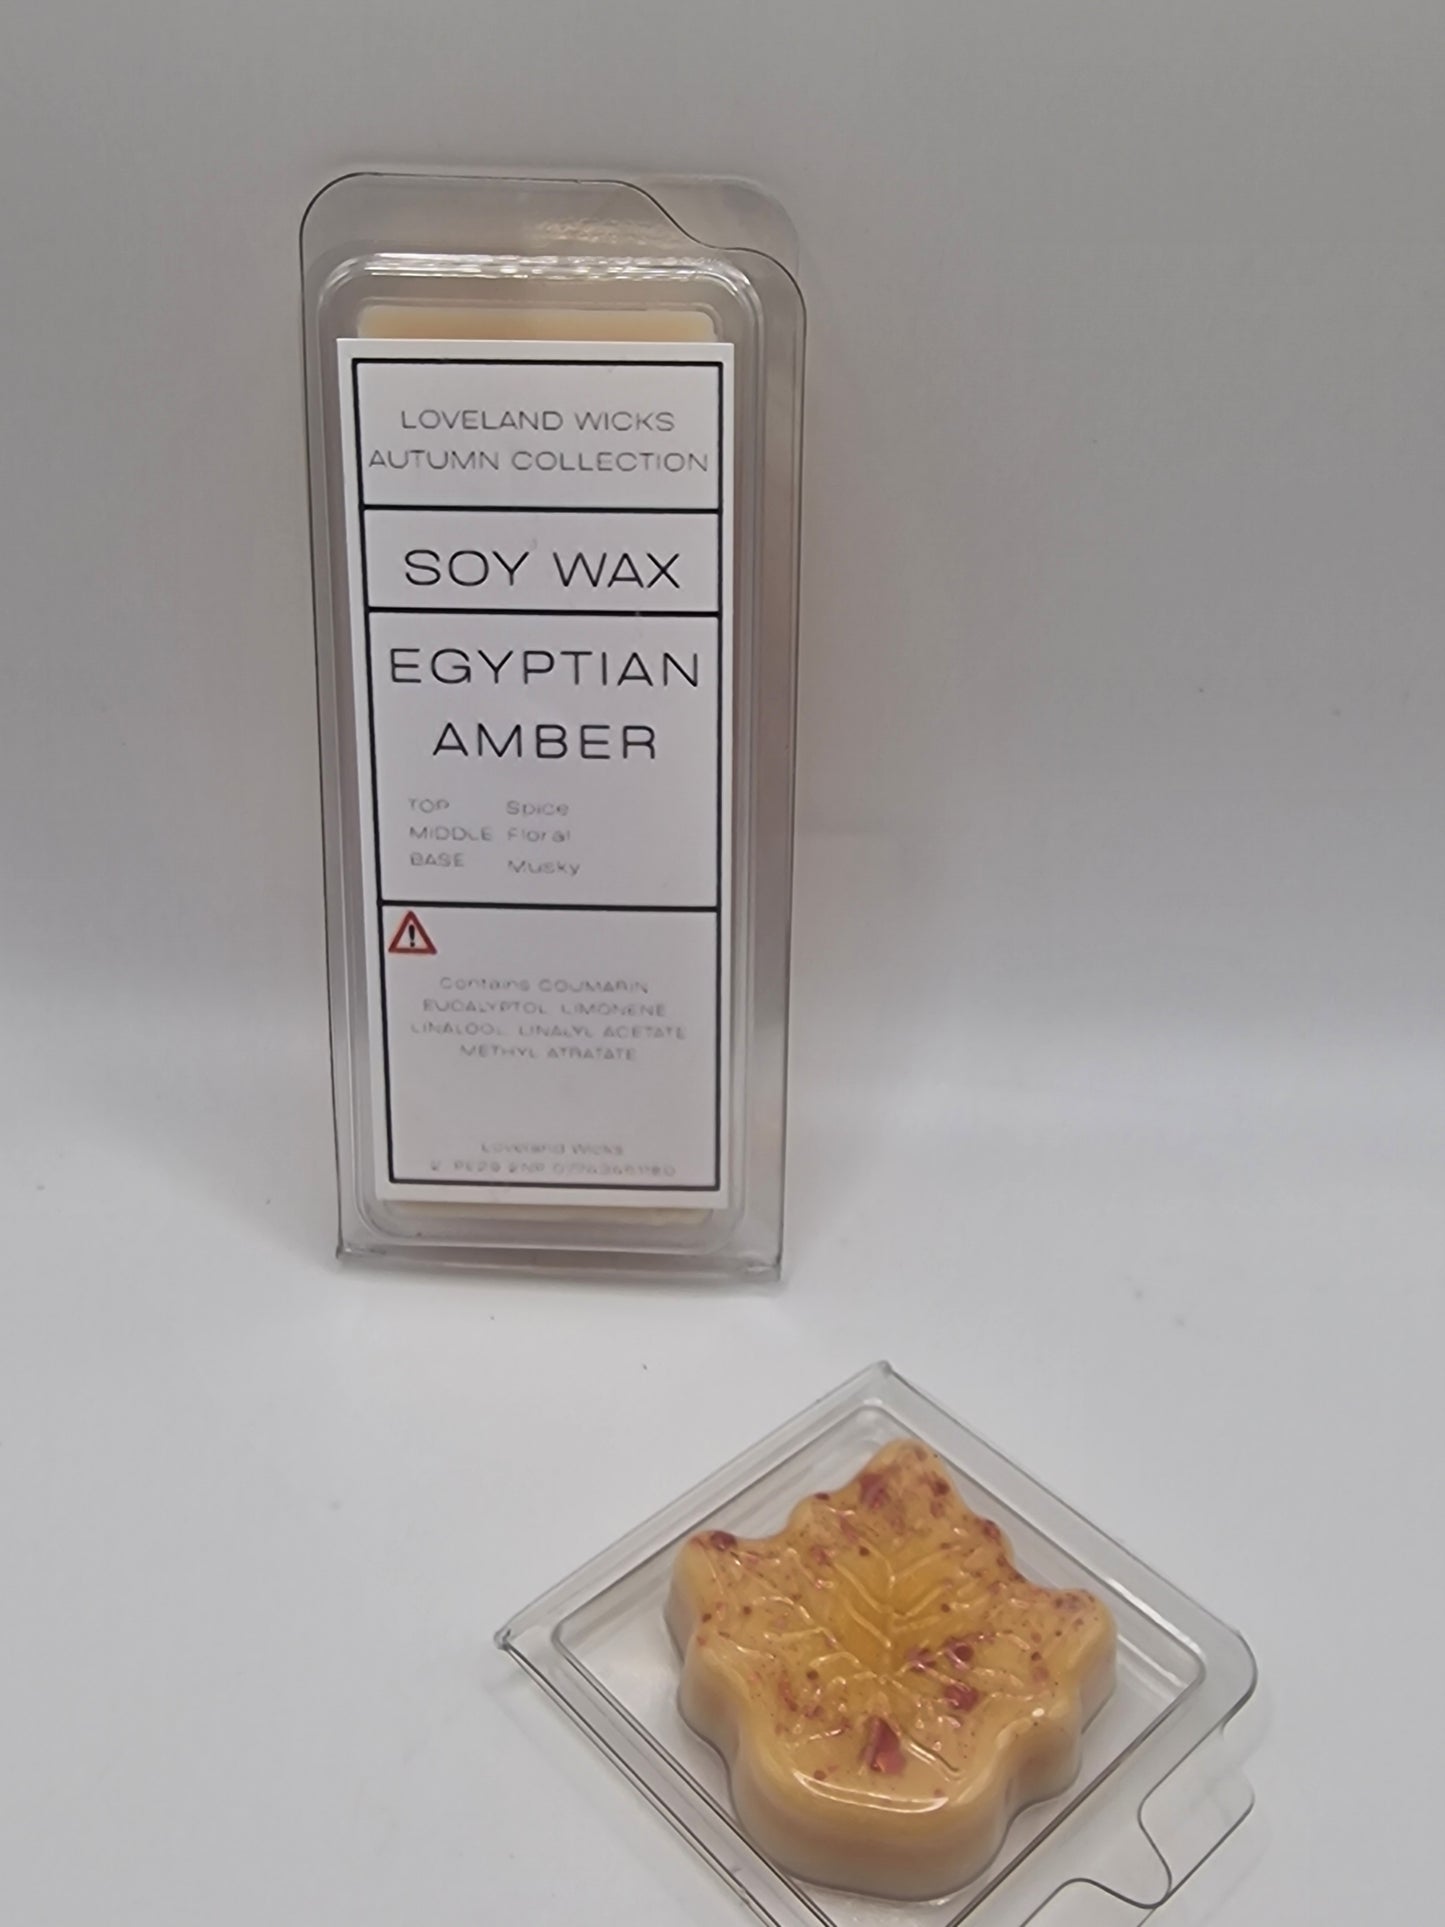 LOVELAND WICKS
AUTUMN COLLECTION
SOY WAX
EGYPTIAN
AMBER
TOP Spice
MIDDLE Floral
BASE Musky
Contains COUMARIN
EUCALYPTOL LIMONENE
LINALOOL LINALYL ACETATE
METHYL ATRATATE
Loveland Wicks